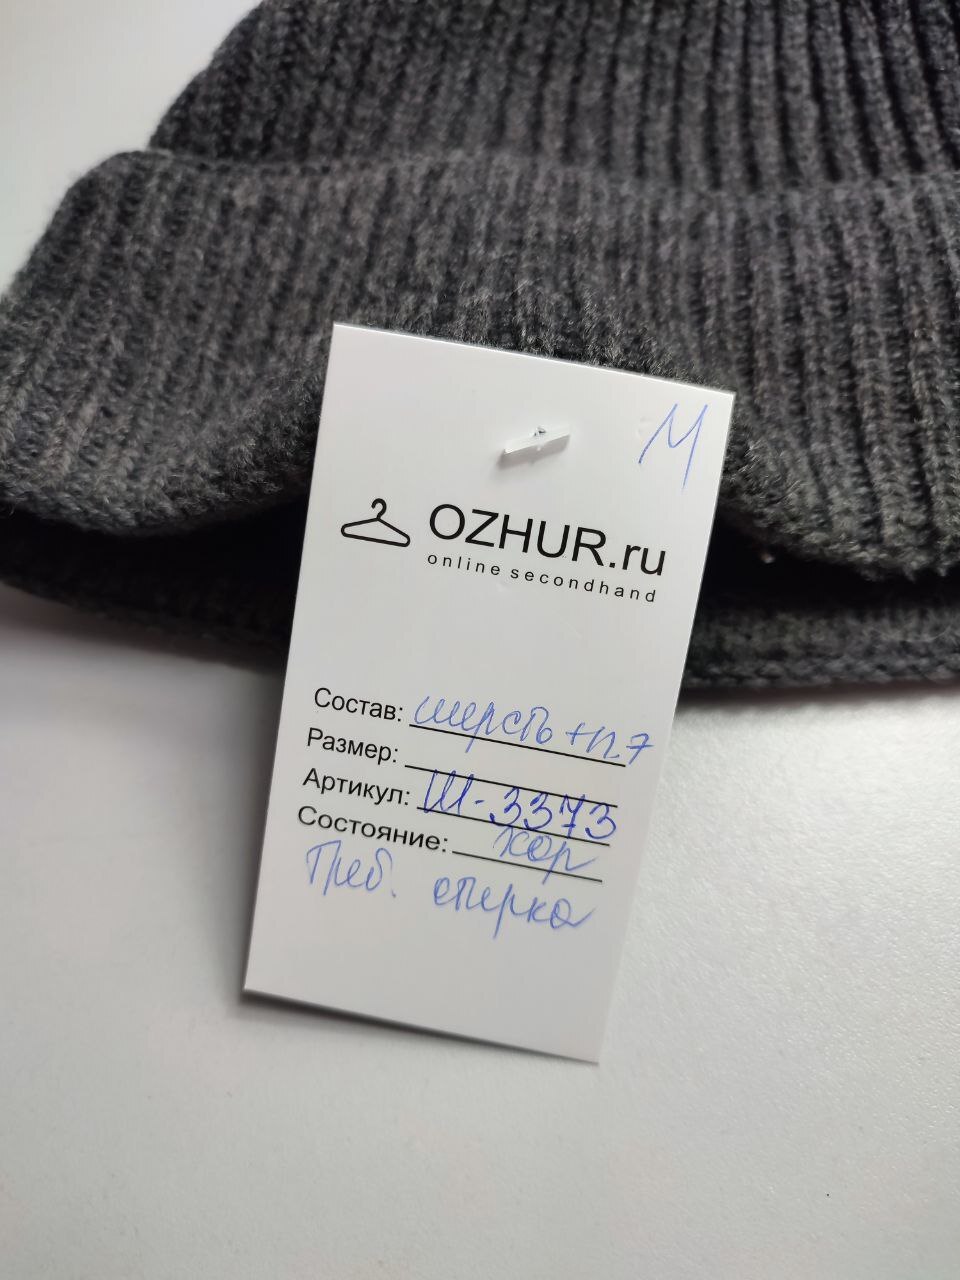 М
OZHUR.ru
online secondhand
Состав: шерсть + п?
Размер:
Артикул: Ш-3373
Состояние: хор
Треб. стирка